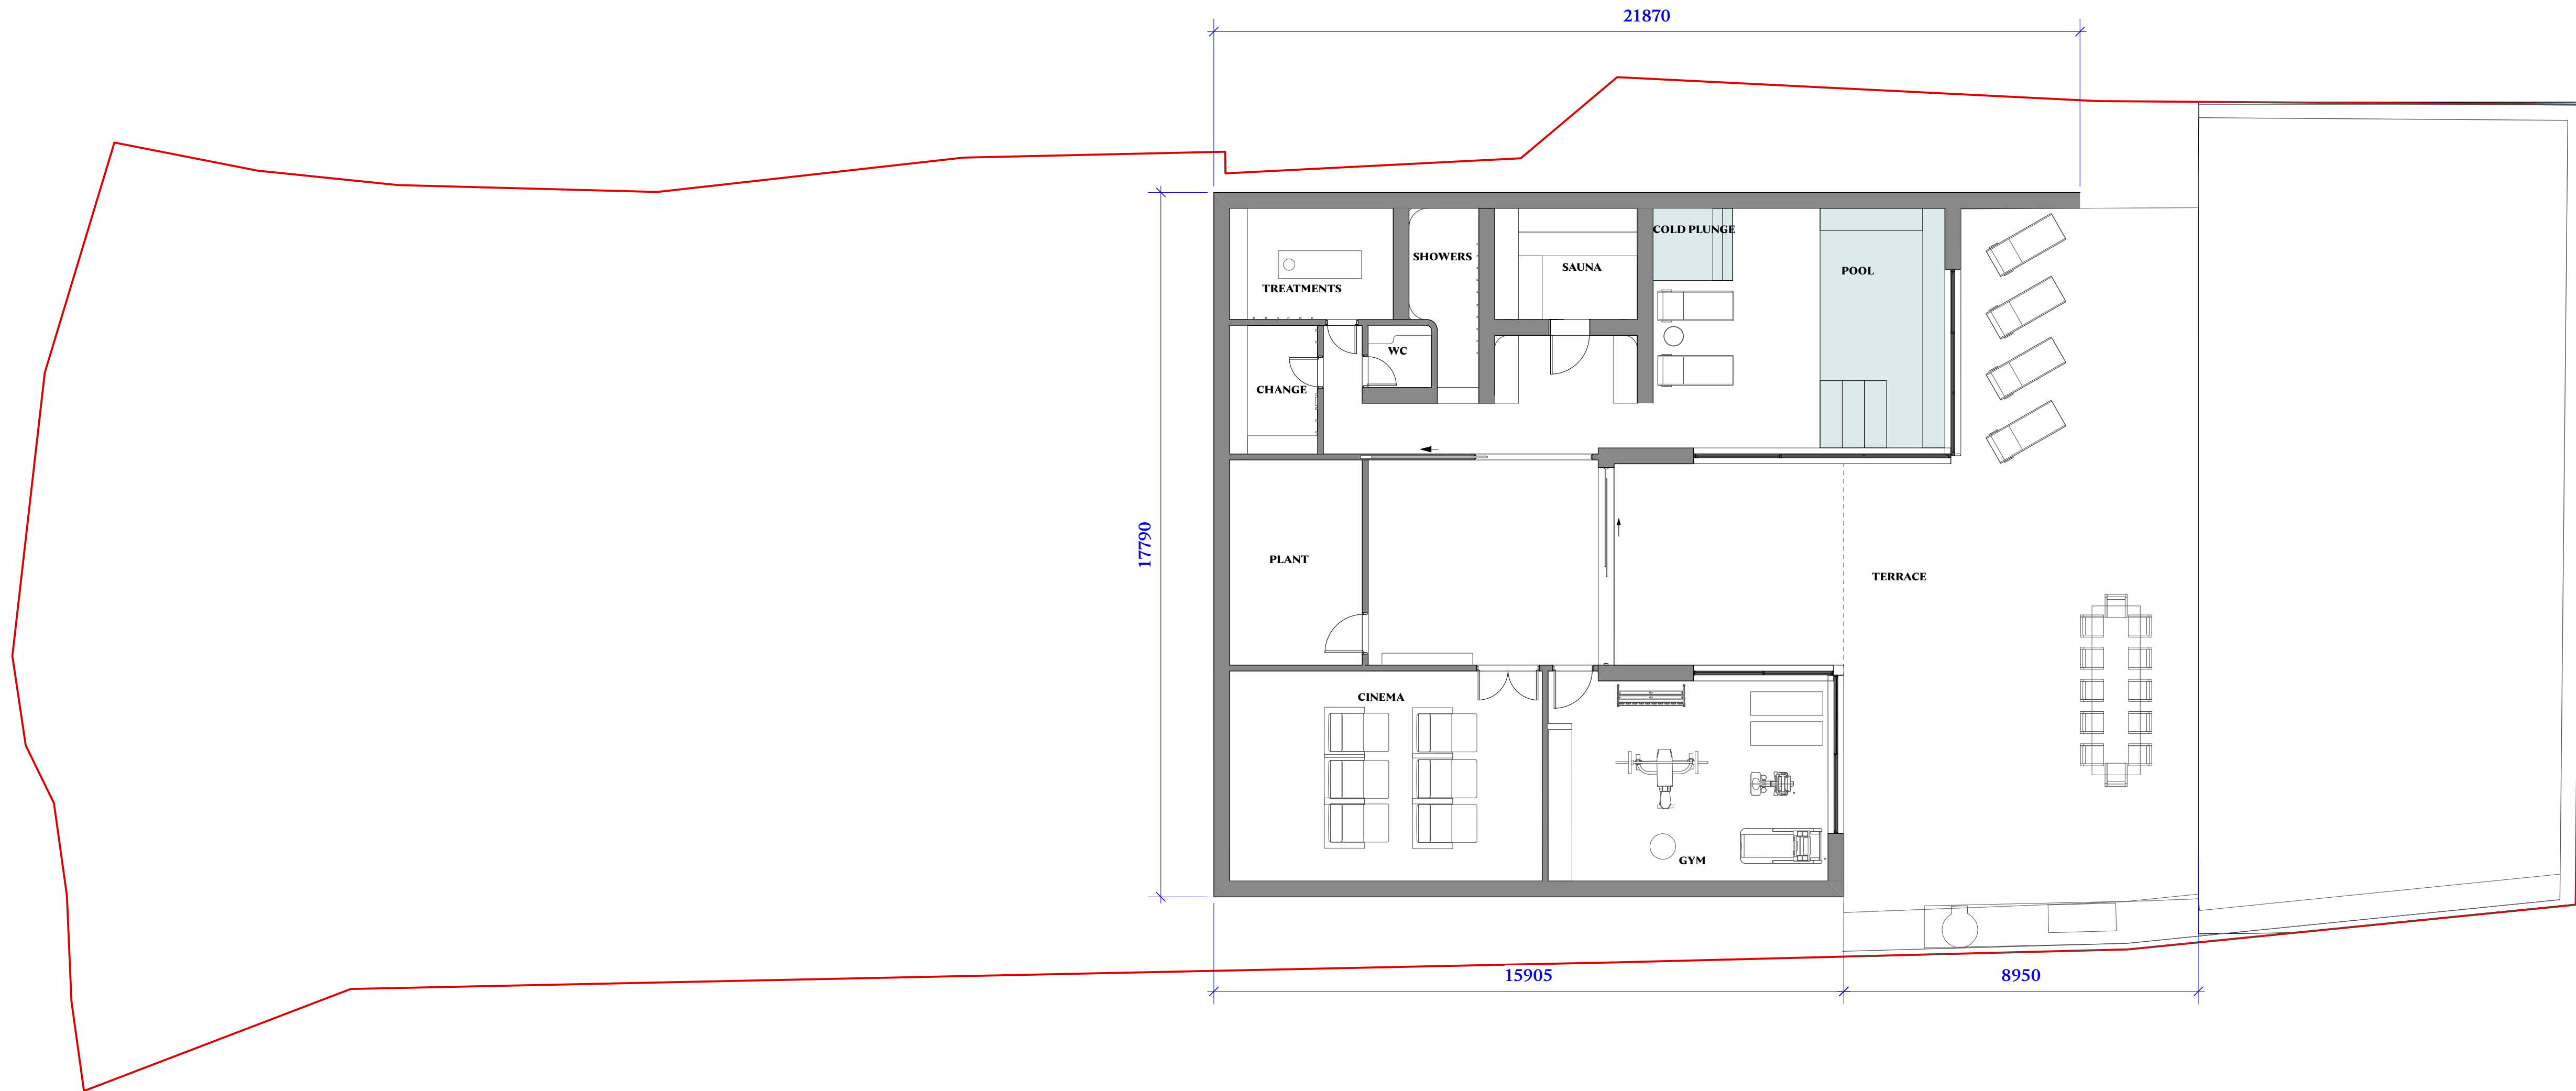 21870
COLD PLUNGE
SHOWERS
SAUNA
POOL
TREATMENTS
WC
CHANGE
17790
PLANT
TERRACE
CINEMA
GYM
15905
8950